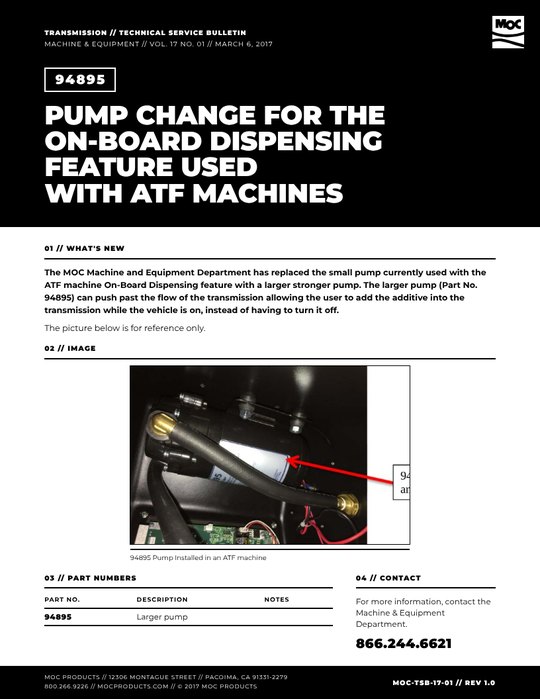 TRANSMISSION // TECHNICAL SERVICE BULLETIN
MACHINE & EQUIPMENT // VOL. 17 NO. 01 // MARCH 6, 2017
MOC
94895
PUMP CHANGE FOR THE
ON-BOARD DISPENSING
FEATURE USED
WITH ATF MACHINES
01 // WHAT'S NEW
The MOC Machine and Equipment Department has replaced the small pump currently used with the
ATF machine On-Board Dispensing feature with a larger stronger pump. The larger pump (Part No.
94895) can push past the flow of the transmission allowing the user to add the additive into the
transmission while the vehicle is on, instead of having to turn it off.
The picture below is for reference only.
02 // IMAGE
94895 Pump Installed in an ATF machine
03 // PART NUMBERS
PART NO. DESCRIPTION NOTES
94895 Larger pump
04 // CONTACT
For more information, contact the
Machine & Equipment
Department.
866.244.6621
MOC PRODUCTS // 12306 MONTAGUE STREET // PACOIMA, CA 91331-2279
800.266.9226 // MOCPRODUCTS.COM // © 2017 MOC PRODUCTS
MOC-TSB-17-01 // REV 1.0